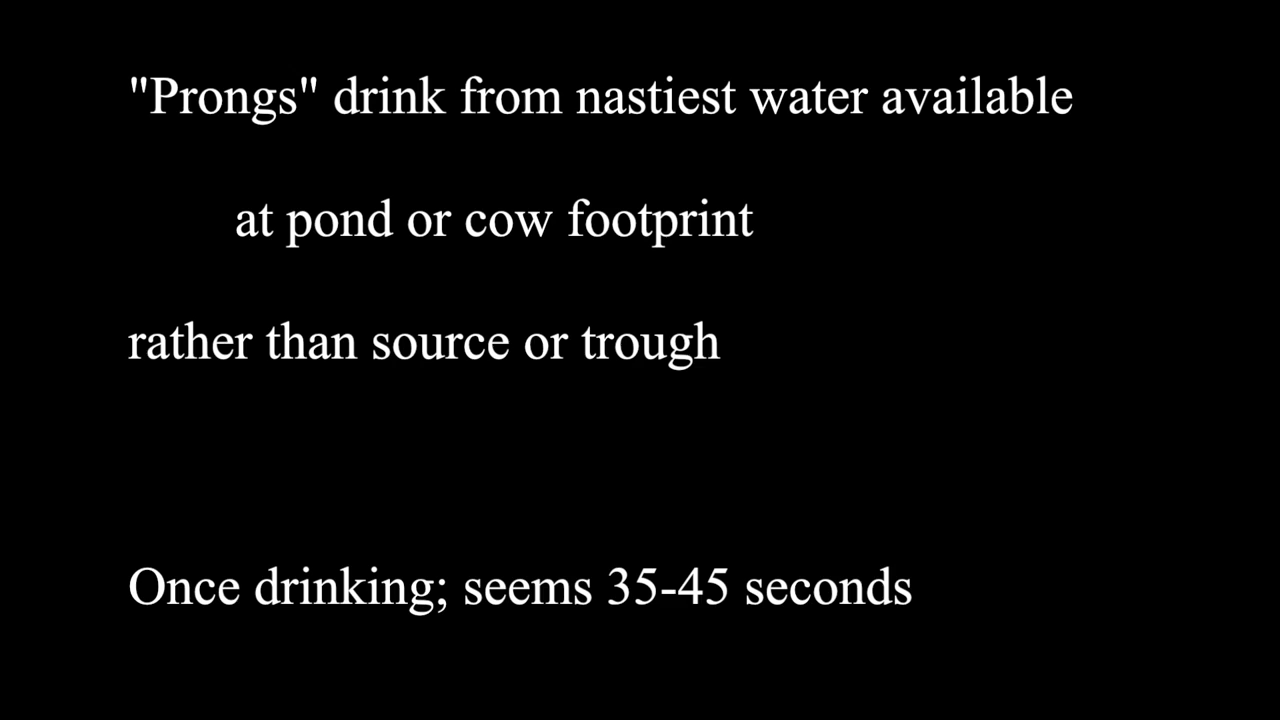 "Prongs" drink from nastiest water available
at pond or cow footprint
rather than source or trough
Once drinking; seems 35-45 seconds